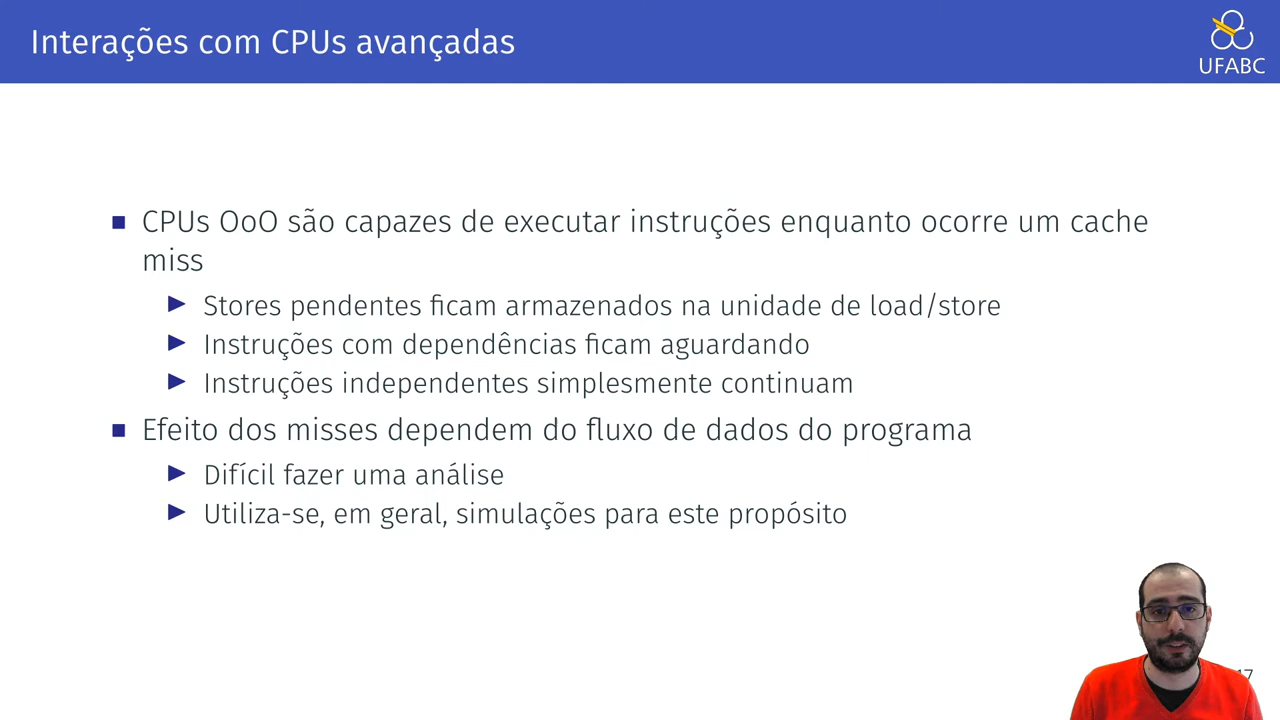 Interações com CPUs avançadas
UFABC
CPUs OoO são capazes de executar instruções enquanto ocorre um cache
miss
Stores pendentes ficam armazenados na unidade de load/store
Instruções com dependências ficam aguardando
Instruções independentes simplesmente continuam
Efeito dos misses dependem do fluxo de dados do programa
Difícil fazer uma análise
Utiliza-se, em geral, simulações para este propósito